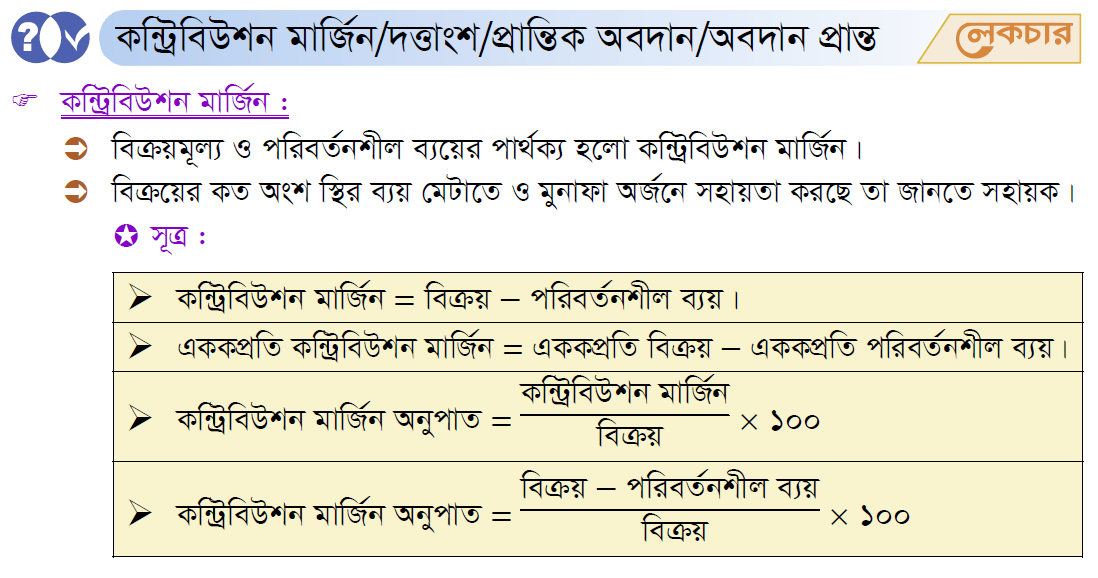 কন্ট্রিবিউশন মার্জিন/দত্তাংশ/প্রান্তিক অবদান/অবদান প্রান্ত
লেকচার
কন্ট্রিবিউশন মার্জিন :
বিক্রয়মূল্য ও পরিবর্তনশীল ব্যয়ের পার্থক্য হলো কন্ট্রিবিউশন মার্জিন।
বিক্রয়ের কত অংশ স্থির ব্যয় মেটাতে ও মুনাফা অর্জনে সহায়তা করছে তা জানতে সহায়ক।
সূত্র :
কন্ট্রিবিউশন মার্জিন = বিক্রয় – পরিবর্তনশীল ব্যয়।
এককপ্রতি কন্ট্রিবিউশন মার্জিন = এককপ্রতি বিক্রয় – এককপ্রতি পরিবর্তনশীল ব্যয়।
কন্ট্রিবিউশন মার্জিন অনুপাত = কন্ট্রিবিউশন মার্জিন / বিক্রয় × ১০০
কন্ট্রিবিউশন মার্জিন অনুপাত = বিক্রয় – পরিবর্তনশীল ব্যয় / বিক্রয় × ১০০